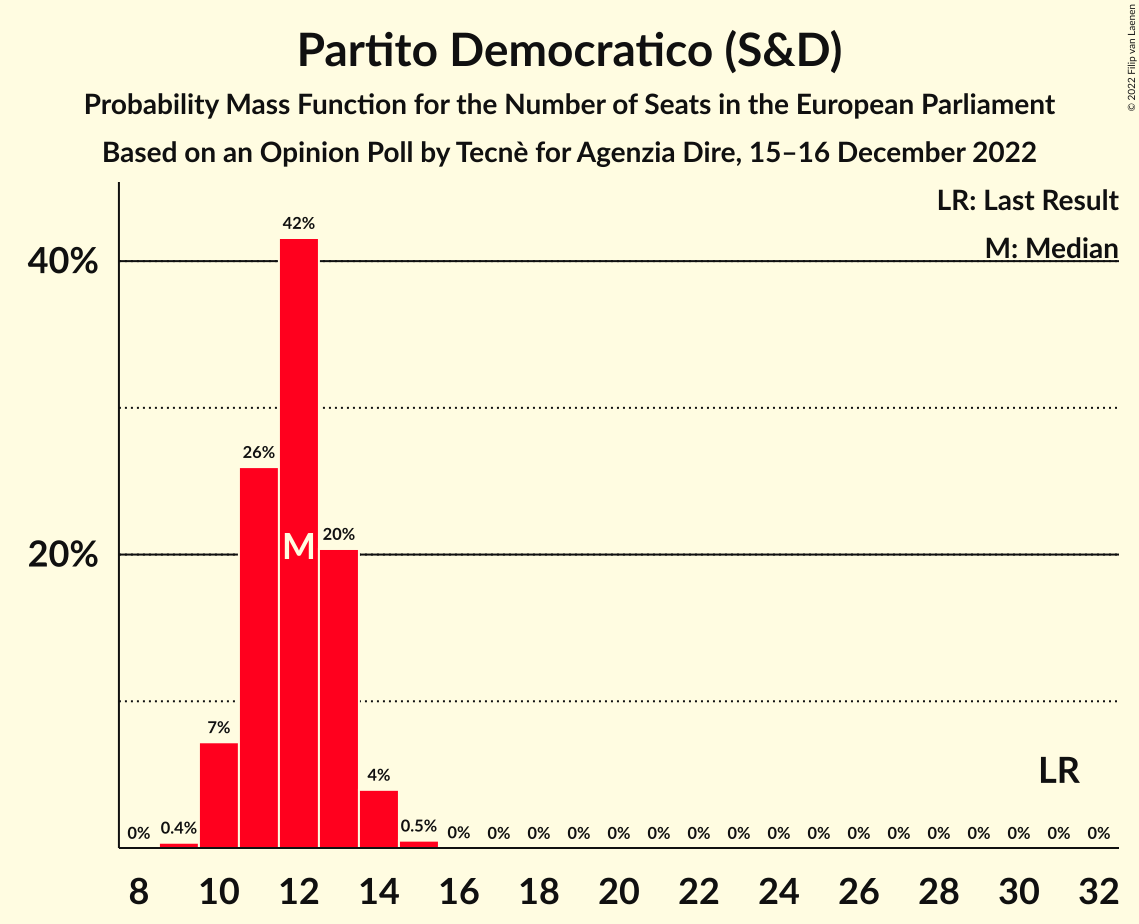 Partito Democratico (S&D)
Probability Mass Function for the Number of Seats in the European Parliament
Based on an Opinion Poll by Tecnè for Agenzia Dire, 15–16 December 2022
© 2022 Filip van Laenen
LR: Last Result
M: Median
40%
20%
0% 0.4% 7% 26% 42% 20% 4% 0.5% 0% 0% 0% 0% 0% 0% 0% 0% 0% 0% 0% 0% 0% 0% 0% 0% 0%
M
LR
8 10 12 14 16 18 20 22 24 26 28 30 32